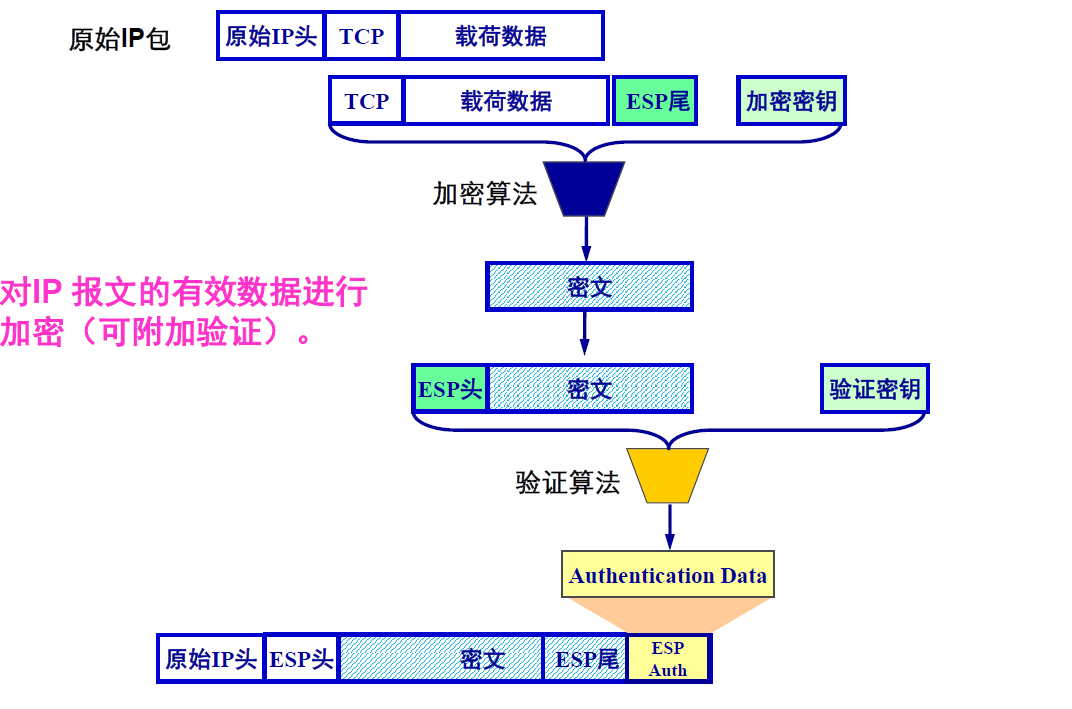 原始IP包
原始IP头 TCP 载荷数据
TCP 载荷数据 ESP尾 加密密钥
加密算法
密文
对IP 报文的有效数据进行
加密（可附加验证）。
ESP头 密文 验证密钥
验证算法
Authentication Data
原始IP头 ESP头 密文 ESP尾 ESP
Auth